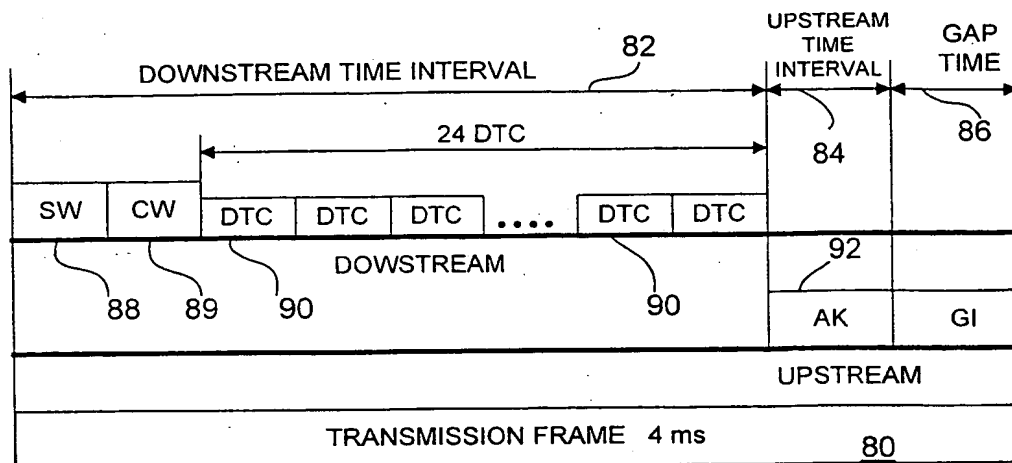 DOWNSTREAM TIME INTERVAL
82
UPSTREAM
TIME
INTERVAL
GAP
TIME
24 DTC
84
86
SW
CW
DTC
DTC
DTC
....
DTC
DTC
DOWSTREAM
88
89
90
90
92
AK
GI
UPSTREAM
TRANSMISSION FRAME 4 ms
80